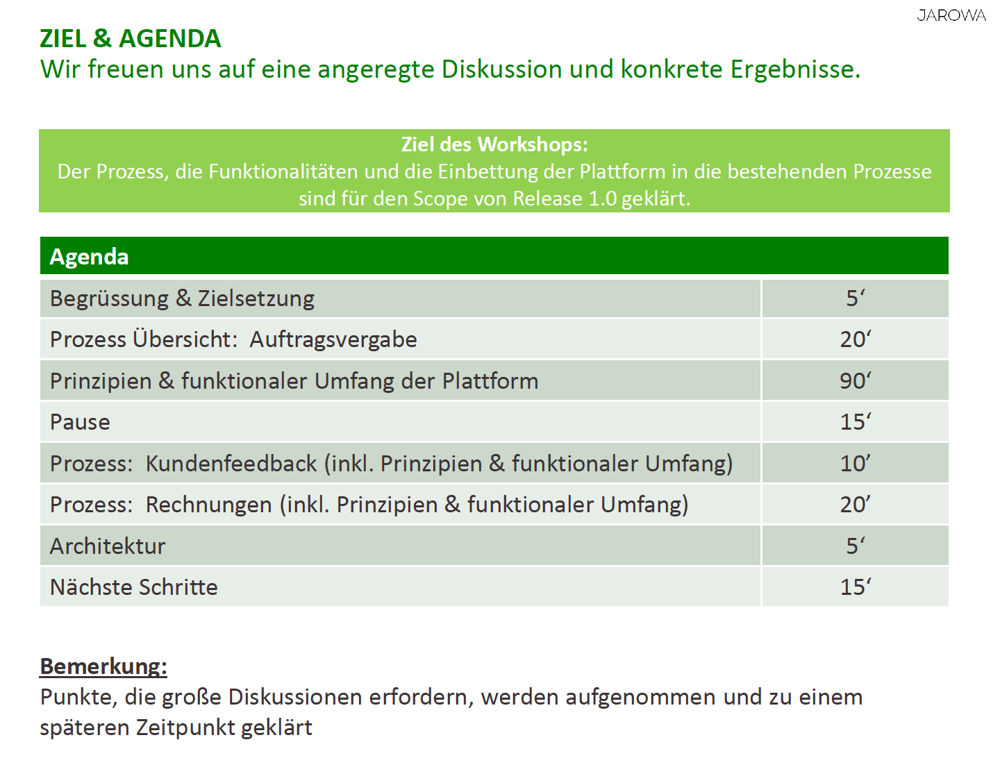 JAROWA
ZIEL & AGENDA
Wir freuen uns auf eine angeregte Diskussion und konkrete Ergebnisse.
Ziel des Workshops:
Der Prozess, die Funktionalitäten und die Einbettung der Plattform in die bestehenden Prozesse
sind für den Scope von Release 1.0 geklärt.
Agenda
Begrüssung & Zielsetzung 5‘
Prozess Übersicht:  Auftragsvergabe 20‘
Prinzipien & funktionaler Umfang der Plattform 90‘
Pause 15‘
Prozess:  Kundenfeedback (inkl. Prinzipien & funktionaler Umfang) 10’
Prozess:  Rechnungen (inkl. Prinzipien & funktionaler Umfang) 20’
Architektur 5‘
Nächste Schritte 15‘
Bemerkung:
Punkte, die große Diskussionen erfordern, werden aufgenommen und zu einem
späteren Zeitpunkt geklärt